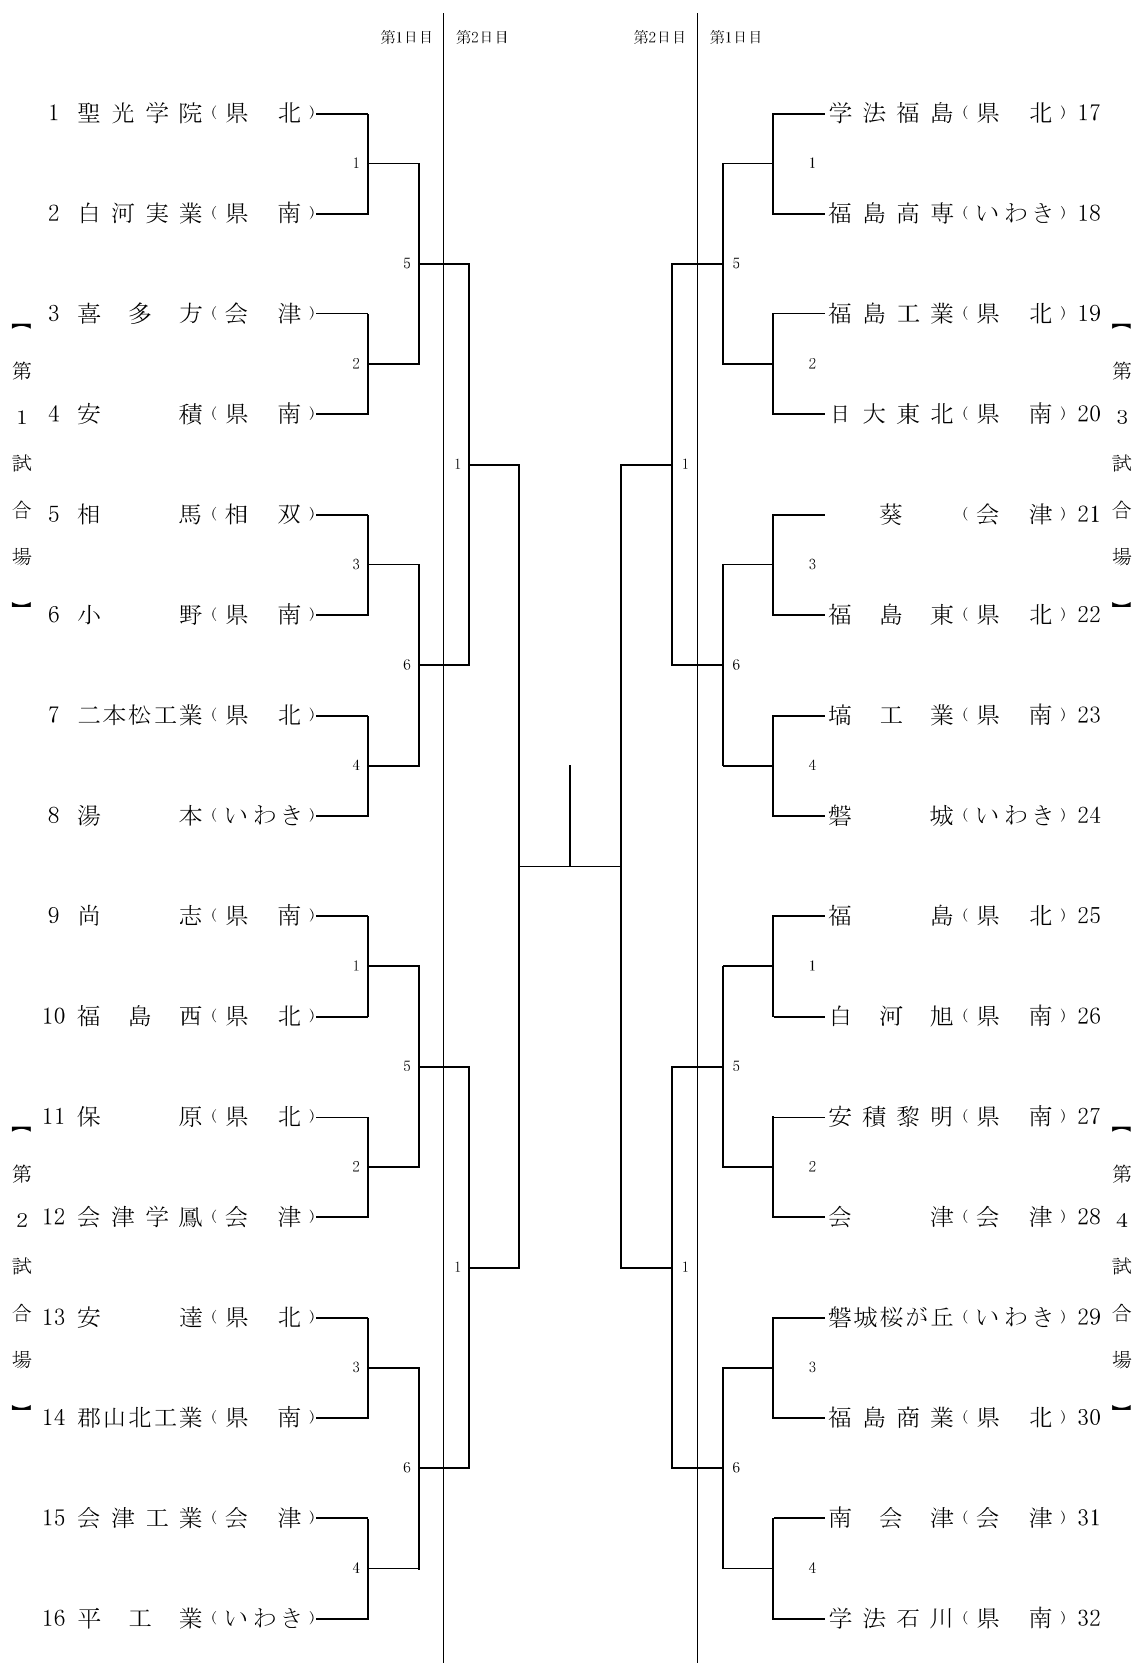 第1日目 第2日目
第2日目 第1日目
【第1試合場】
1 聖光学院(県北)
1
2 白河実業(県南)
5
3 喜多方(会津)
2
4 安積(県南)
1
5 相馬(相双)
3
6 小野(県南)
6
7 二本松工業(県北)
4
8 湯本(いわき)
【第2試合場】
9 尚志(県南)
1
10 福島西(県北)
5
11 保原(県北)
2
12 会津学鳳(会津)
1
13 安達(県北)
3
14 郡山北工業(県南)
6
15 会津工業(会津)
4
16 平工業(いわき)
【第3試合場】
学法福島(県北)17
1
福島高専(いわき)18
5
福島工業(県北)19
2
日大東北(県南)20
1
葵(会津)21
3
福島東(県北)22
6
塙工業(県南)23
4
磐城(いわき)24
【第4試合場】
福島(県北)25
1
白河旭(県南)26
5
安積黎明(県南)27
2
会津(会津)28
1
磐城桜が丘(いわき)29
3
福島商業(県北)30
6
南会津(会津)31
4
学法石川(県南)32